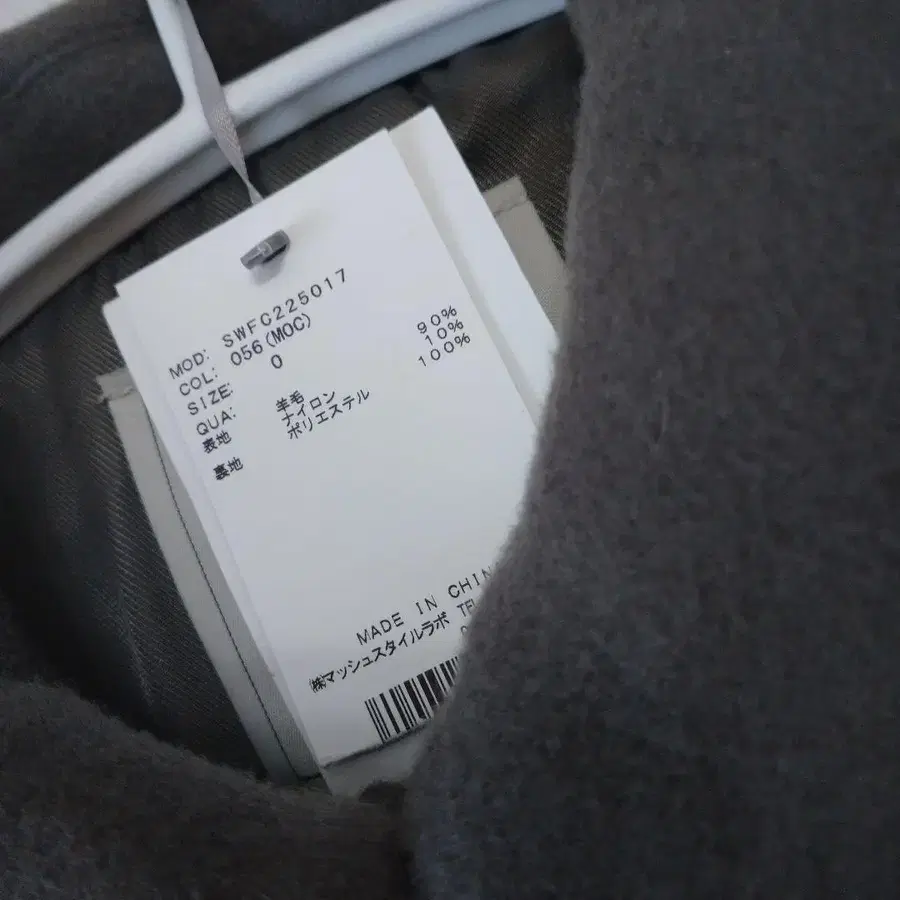 MOD: SWFC225017
COL: 056(MOC)
SIZE: 0
QUA:
表地 羊毛 90%
ナイロン 10%
裏地 ポリエステル 100%
MADE IN CHIN
㈱マッシュスタイルラボ TEL